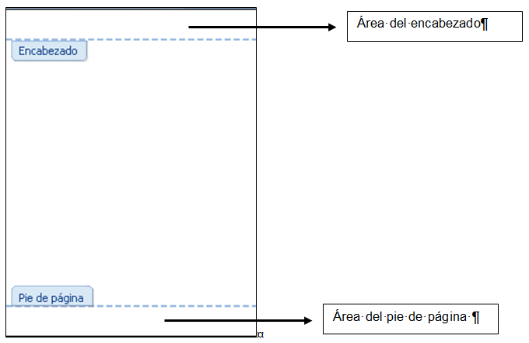 Área del encabezado¶
Encabezado
Pie de página
Área del pie de página ¶
α